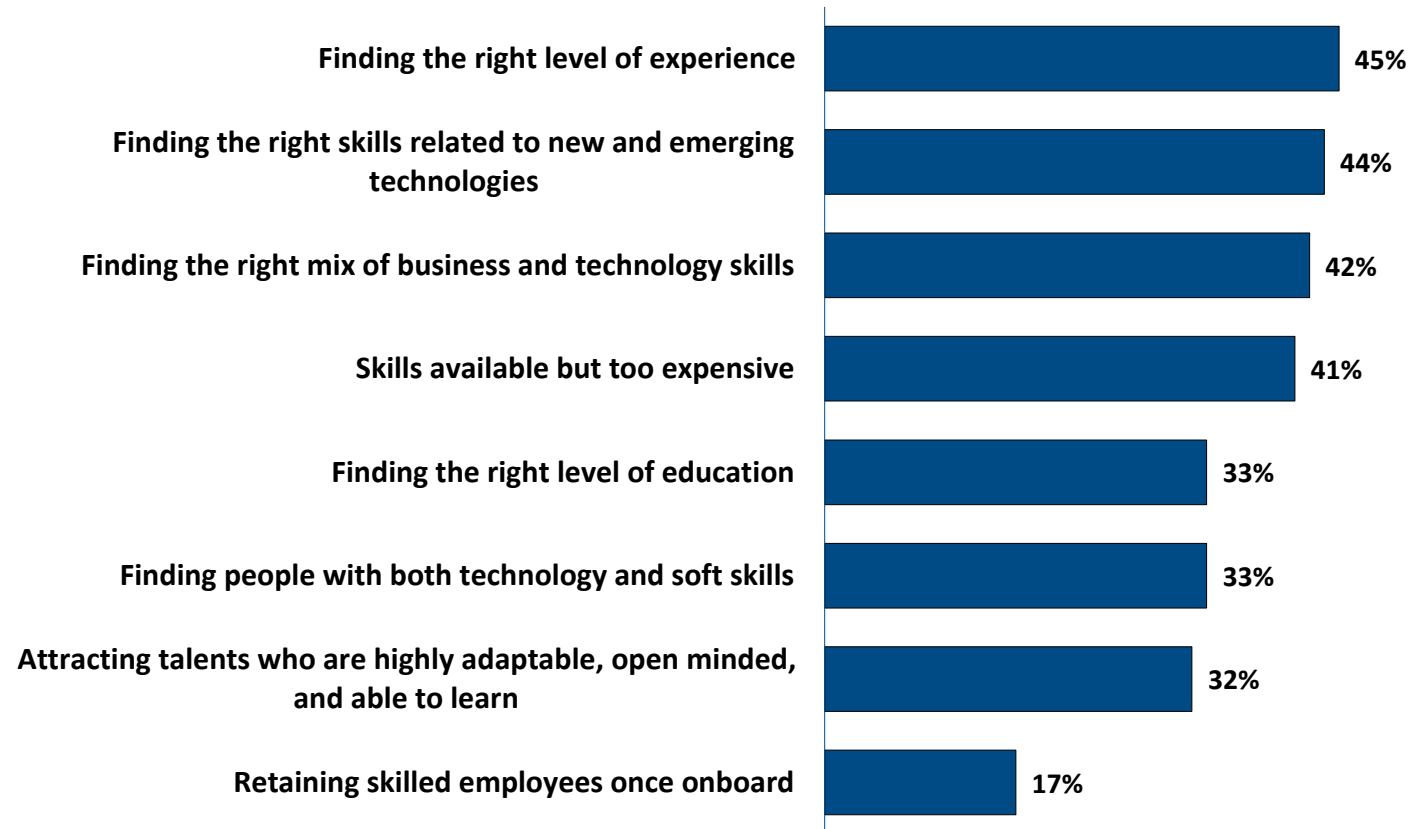 Finding the right level of experience
45%
Finding the right skills related to new and emerging
technologies
44%
Finding the right mix of business and technology skills
42%
Skills available but too expensive
41%
Finding the right level of education
33%
Finding people with both technology and soft skills
33%
Attracting talents who are highly adaptable, open minded,
and able to learn
32%
Retaining skilled employees once onboard
17%